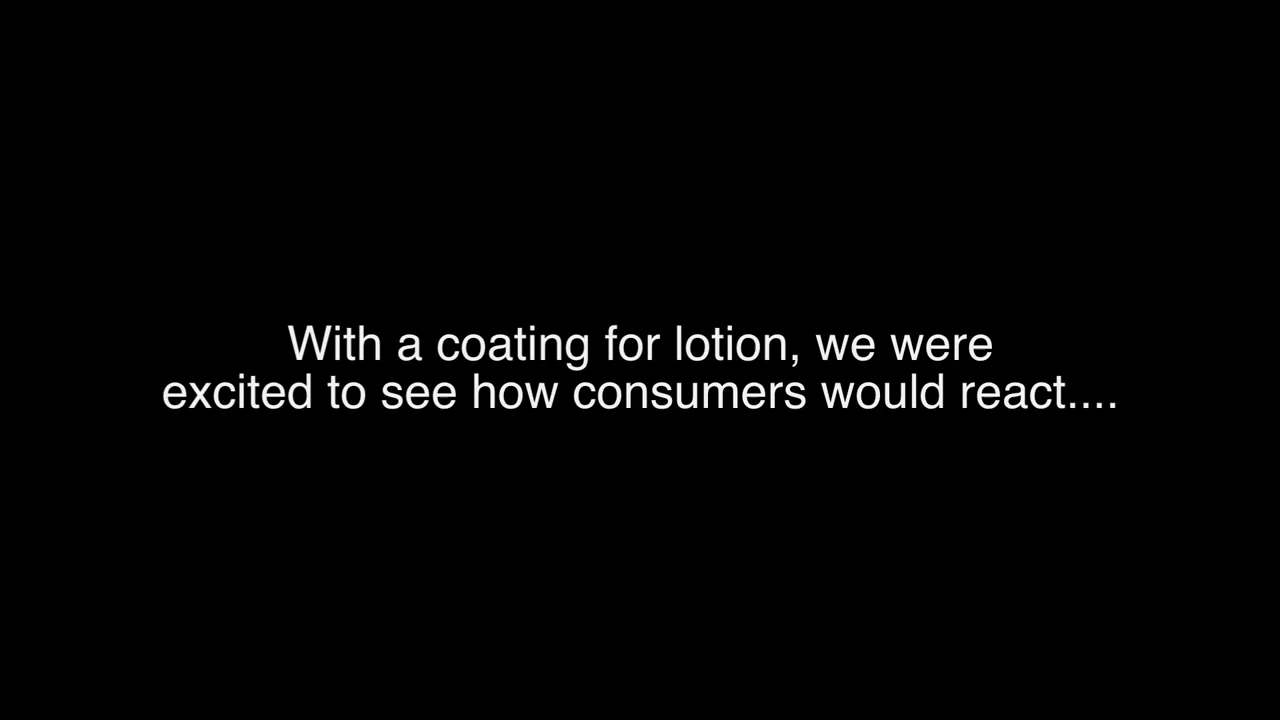 With a coating for lotion, we were
excited to see how consumers would react....